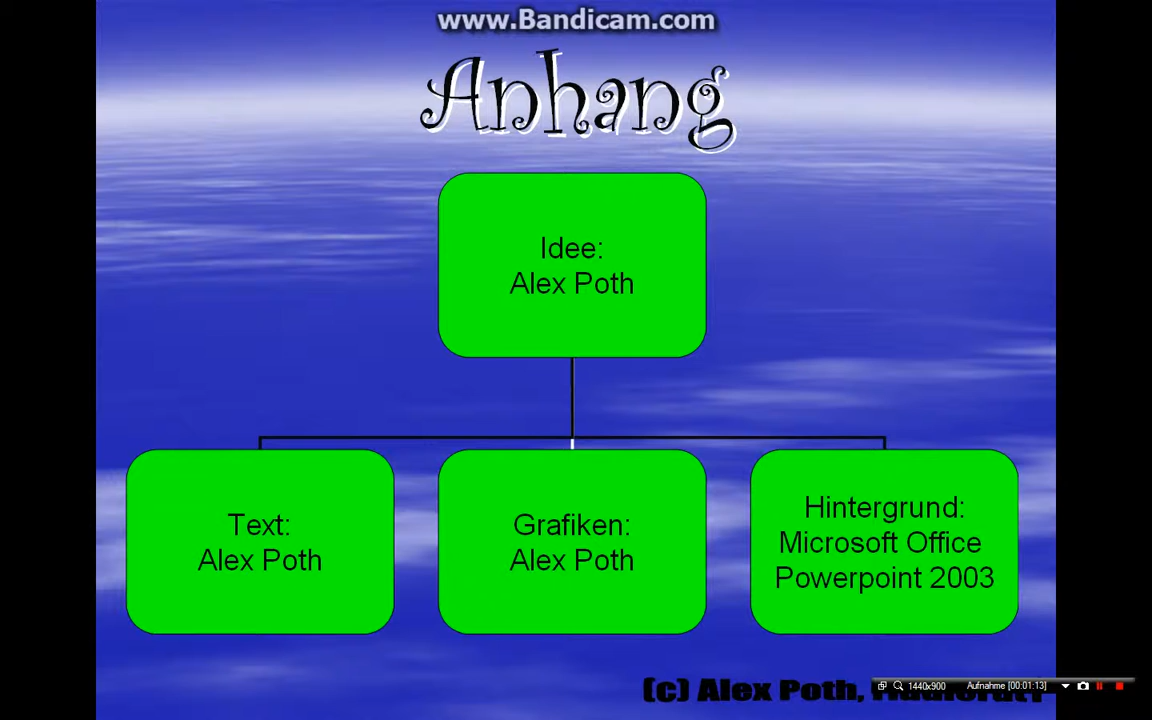 www.Bandicam.com
Anhang
Idee:
Alex Poth
Text:
Alex Poth
Grafiken:
Alex Poth
Hintergrund:
Microsoft Office
Powerpoint 2003
(c) Alex Poth,
1440x900 Aufnahme [00:01:13]